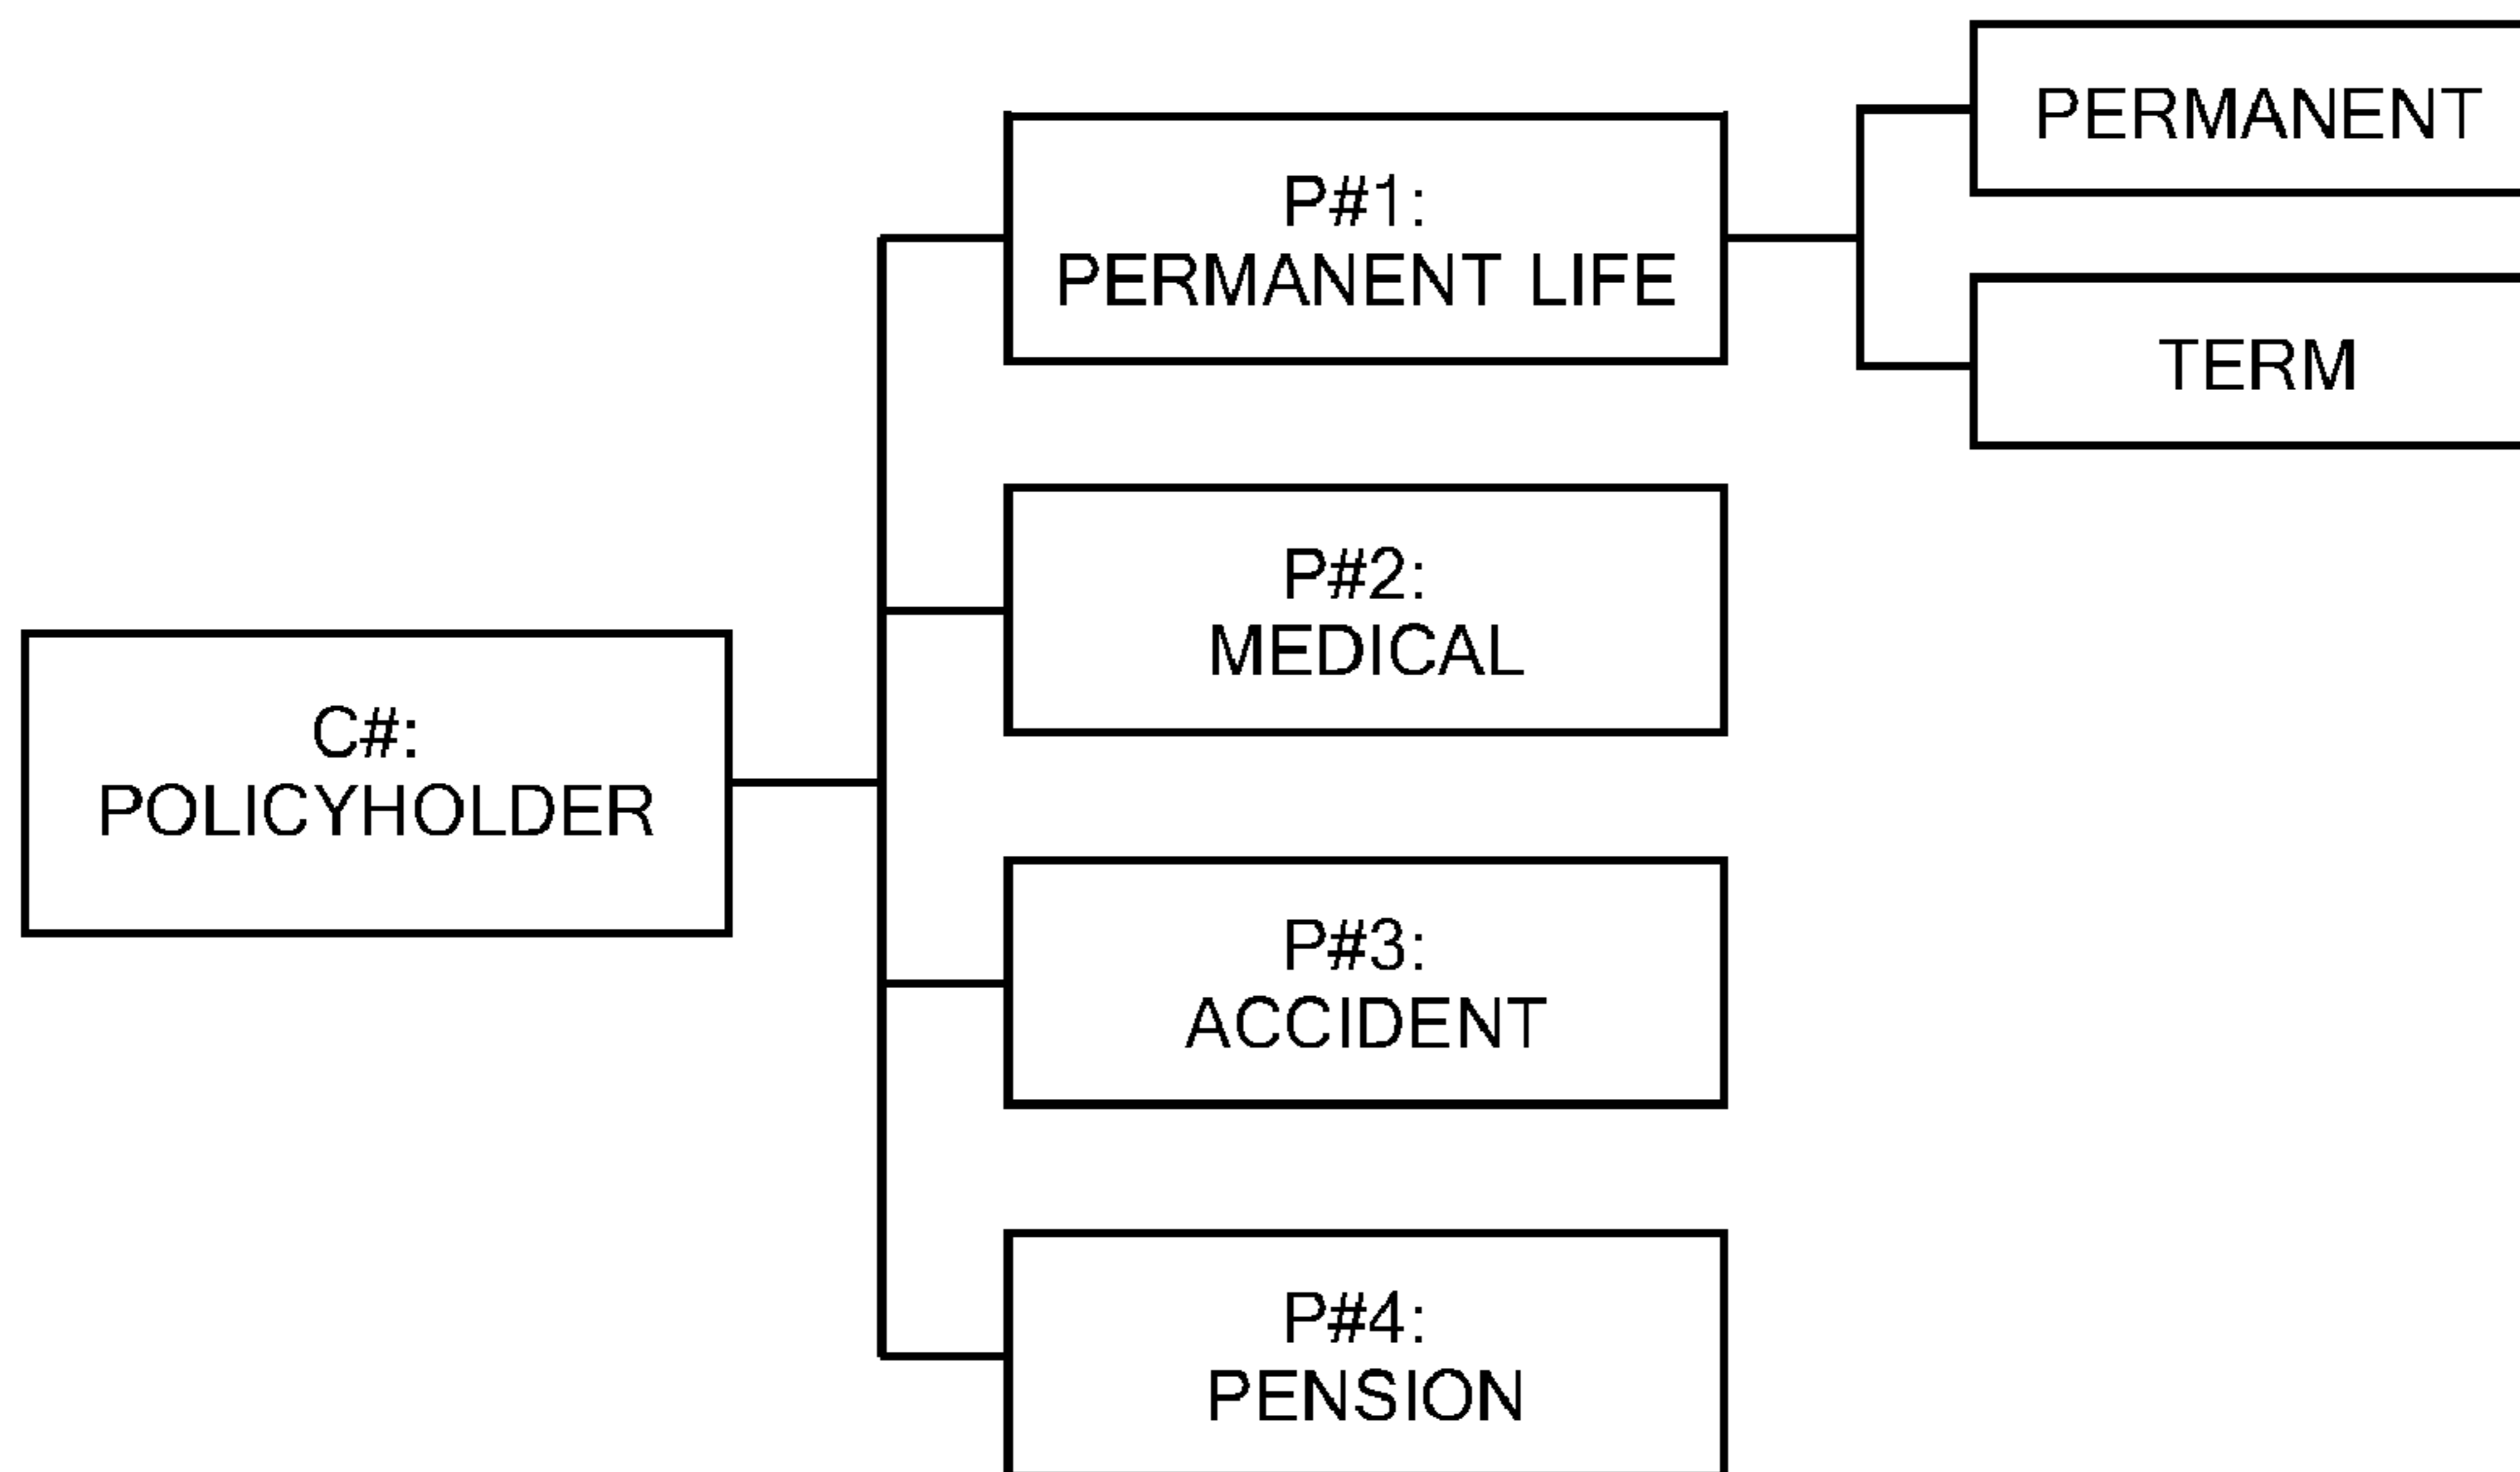 PERMANENT
P#1:
PERMANENT LIFE
TERM
P#2:
MEDICAL
C#:
POLICYHOLDER
P#3:
ACCIDENT
P#4:
PENSION